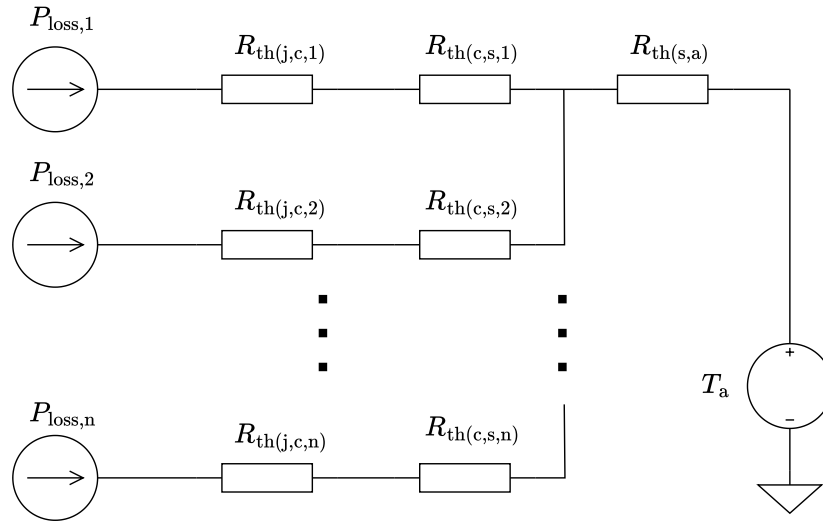 P_loss,1
R_th(j,c,1) R_th(c,s,1) R_th(s,a)
P_loss,2
R_th(j,c,2) R_th(c,s,2)
+
T_a
−
P_loss,n
R_th(j,c,n) R_th(c,s,n)